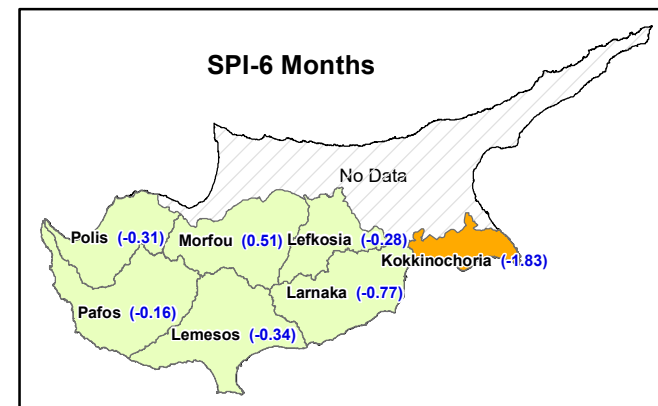 SPI-6 Months
No Data
Polis (-0.31)
Morfou (0.51)
Lefkosia (-0.28)
Kokkinochoria (-1.83)
Larnaka (-0.77)
Pafos (-0.16)
Lemesos (-0.34)